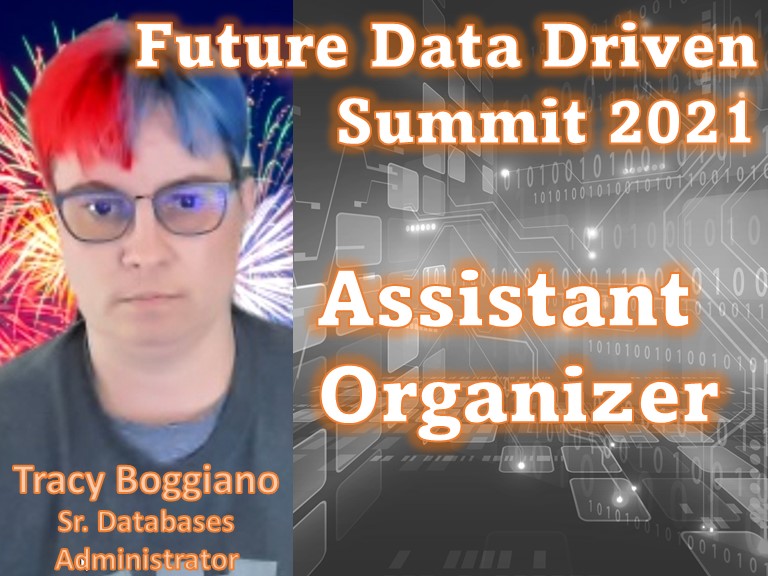 Future Data Driven
Summit 2021
Assistant
Organizer
Tracy Boggiano
Sr. Databases
Administrator